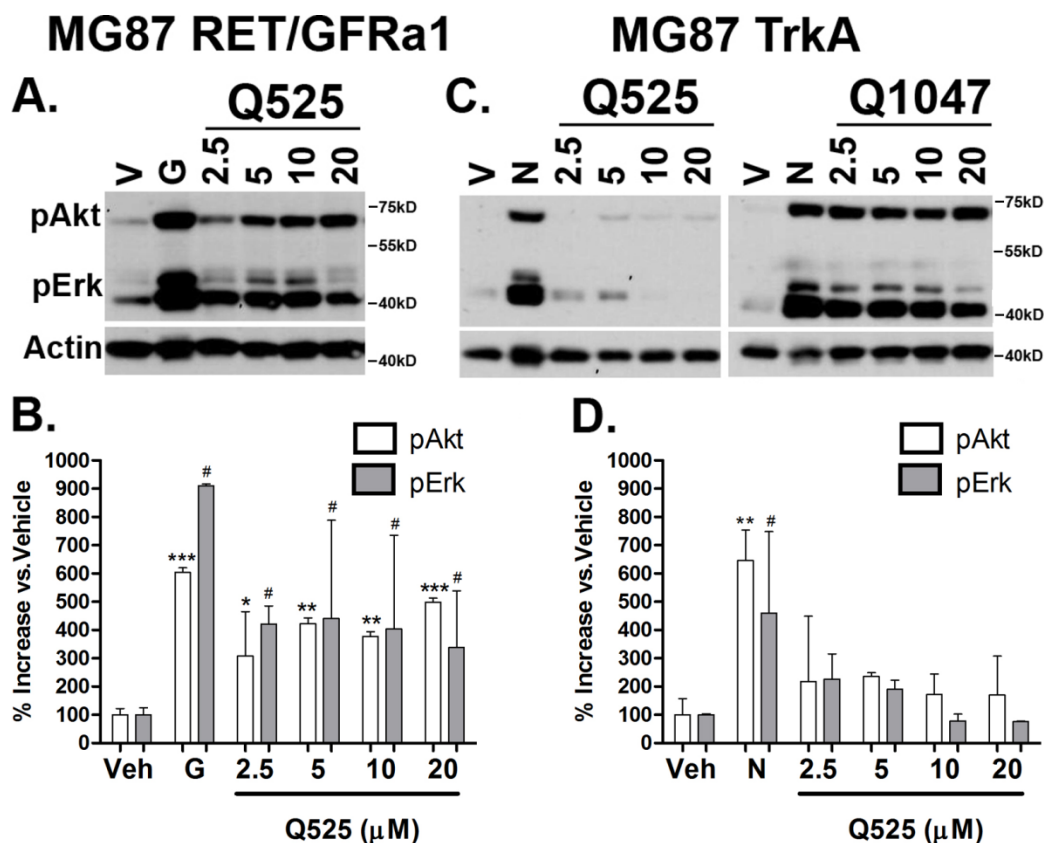 MG87 RET/GFRa1 MG87 TrkA
A. Q525
V G 2.5 5 10 20
pAkt
pErk
Actin
–75kD
–55kD
–40kD
–40kD
C. Q525 Q1047
V N 2.5 5 10 20 V N 2.5 5 10 20
–75kD
–55kD
–40kD
–40kD
B.
pAkt
pErk
% Increase vs.Vehicle
1000
900
800
700
600
500
400
300
200
100
0
*** # * # ** # ** # *** #
Veh G 2.5 5 10 20
Q525 (μM)
D.
pAkt
pErk
% Increase vs.Vehicle
1000
900
800
700
600
500
400
300
200
100
0
** #
Veh N 2.5 5 10 20
Q525 (μM)